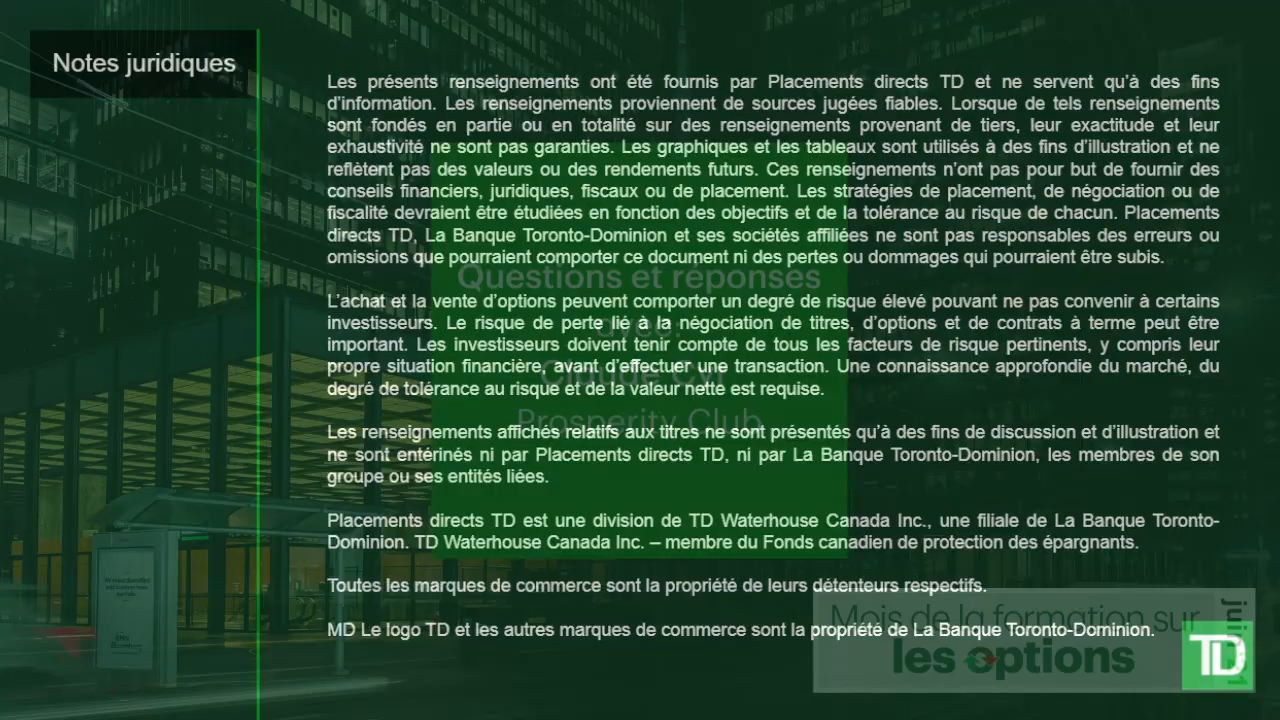 Notes juridiques
Les présents renseignements ont été fournis par Placements directs TD et ne servent qu’à des fins
d’information. Les renseignements proviennent de sources jugées fiables. Lorsque de tels renseignements
sont fondés en partie ou en totalité sur des renseignements provenant de tiers, leur exactitude et leur
exhaustivité ne sont pas garanties. Les graphiques et les tableaux sont utilisés à des fins d’illustration et ne
reflètent pas des valeurs ou des rendements futurs. Ces renseignements n’ont pas pour but de fournir des
conseils financiers, juridiques, fiscaux ou de placement. Les stratégies de placement, de négociation ou de
fiscalité devraient être étudiées en fonction des objectifs et de la tolérance au risque de chacun. Placements
directs TD, La Banque Toronto-Dominion et ses sociétés affiliées ne sont pas responsables des erreurs ou
omissions que pourraient comporter ce document ni des pertes ou dommages qui pourraient être subis.
L’achat et la vente d’options peuvent comporter un degré de risque élevé pouvant ne pas convenir à certains
investisseurs. Le risque de perte lié à la négociation de titres, d’options et de contrats à terme peut être
important. Les investisseurs doivent tenir compte de tous les facteurs de risque pertinents, y compris leur
propre situation financière, avant d’effectuer une transaction. Une connaissance approfondie du marché, du
degré de tolérance au risque et de la valeur nette est requise.
Les renseignements affichés relatifs aux titres ne sont présentés qu’à des fins de discussion et d’illustration et
ne sont entérinés ni par Placements directs TD, ni par La Banque Toronto-Dominion, les membres de son
groupe ou ses entités liées.
Placements directs TD est une division de TD Waterhouse Canada Inc., une filiale de La Banque Toronto-
Dominion. TD Waterhouse Canada Inc. – membre du Fonds canadien de protection des épargnants.
Toutes les marques de commerce sont la propriété de leurs détenteurs respectifs.
MD Le logo TD et les autres marques de commerce sont la propriété de La Banque Toronto-Dominion.
Questions et réponses
avec:
Claude Cyr
Prosperity Club
Mois de la formation sur
les options
TD